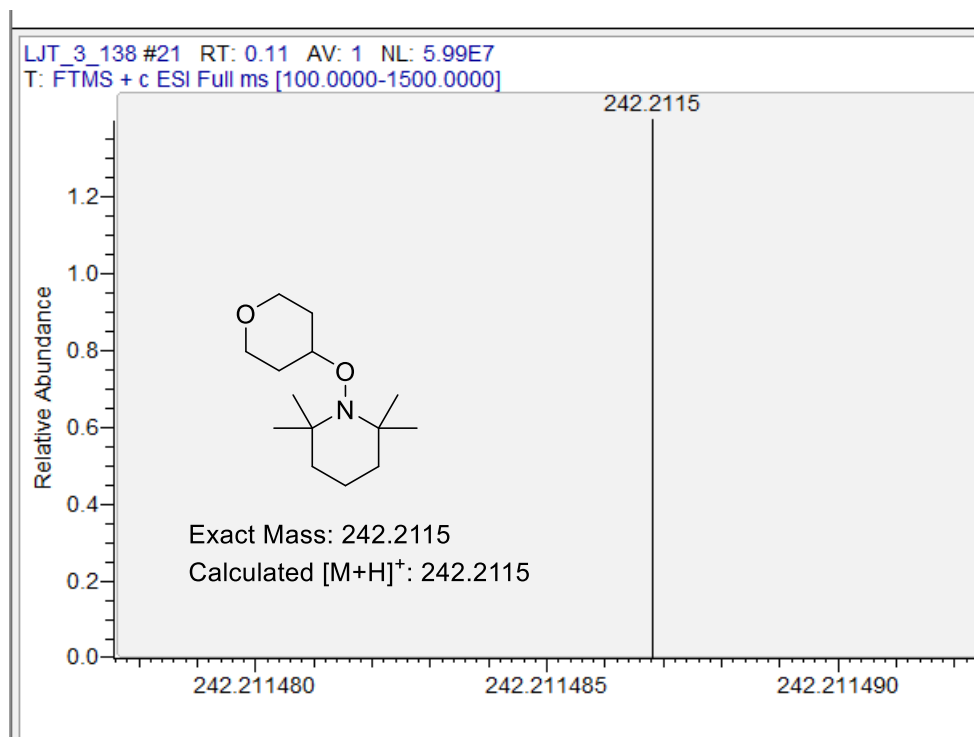 LJT_3_138 #21 RT: 0.11 AV: 1 NL: 5.99E7
T: FTMS + c ESI Full ms [100.0000-1500.0000]
242.2115
1.2
1.0
0.8
0.6
0.4
0.2
0.0
Relative Abundance
O
O
N
Exact Mass: 242.2115
Calculated [M+H]⁺: 242.2115
242.211480 242.211485 242.211490